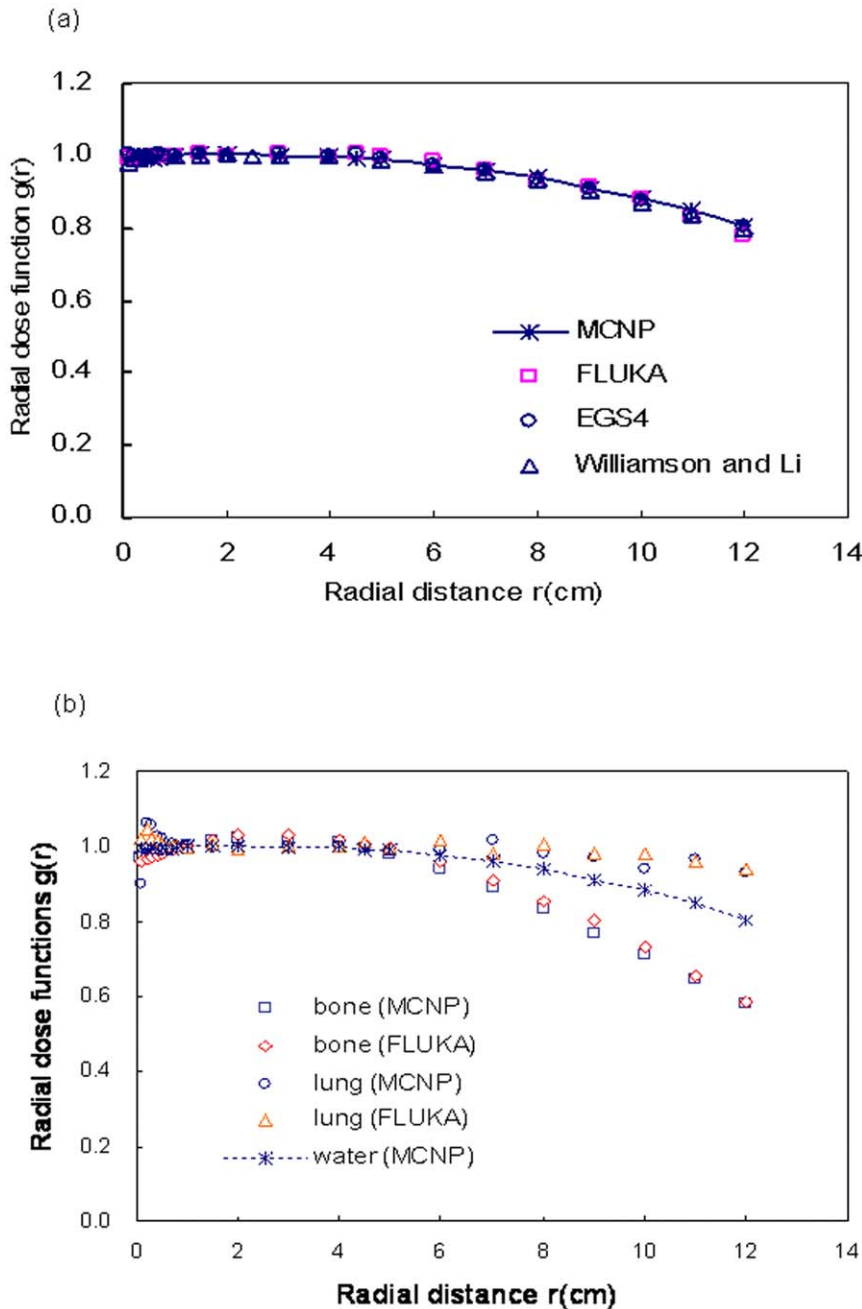 (a)
1.2
1.0
0.8
0.6
0.4
0.2
0.0
Radial dose function g(r)
MCNP
FLUKA
EGS4
Williamson and Li
0 2 4 6 8 10 12 14
Radial distance r(cm)
(b)
1.2
1.0
0.8
0.6
0.4
0.2
0.0
Radial dose functions g(r)
bone (MCNP)
bone (FLUKA)
lung (MCNP)
lung (FLUKA)
water (MCNP)
0 2 4 6 8 10 12 14
Radial distance r(cm)